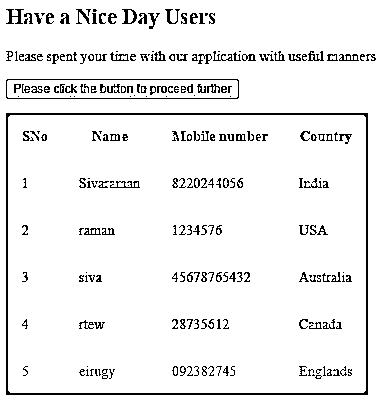 Have a Nice Day Users
Please spent your time with our application with useful manners
Please click the button to proceed further
SNo Name Mobile number Country
1 Sivaraman 8220244056 India
2 raman 1234576 USA
3 siva 45678765432 Australia
4 rtew 28735612 Canada
5 eirugy 092382745 Englands